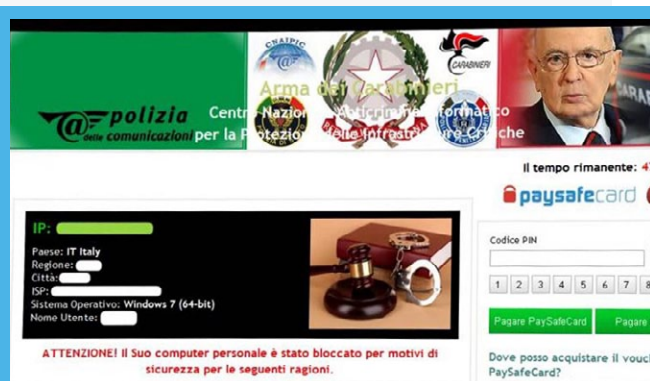 CNAIPIC
CARABINIERI
Arma dei Carabinieri
polizia
delle comunicazioni
Centro Nazionale Anticrimine Informatico
per la Protezione delle Infrastrutture Critiche
Il tempo rimanente: 4
paysafecard
IP:
Paese: IT Italy
Regione:
Città:
ISP:
Sistema Operativo: Windows 7 (64-bit)
Nome Utente:
Codice PIN
1 2 3 4 5 6 7 8
Pagare PaySafeCard
Pagare
ATTENZIONE! Il Suo computer personale è stato bloccato per motivi di
sicurezza per le seguenti ragioni.
Dove posso acquistare il
PaySafeCard?